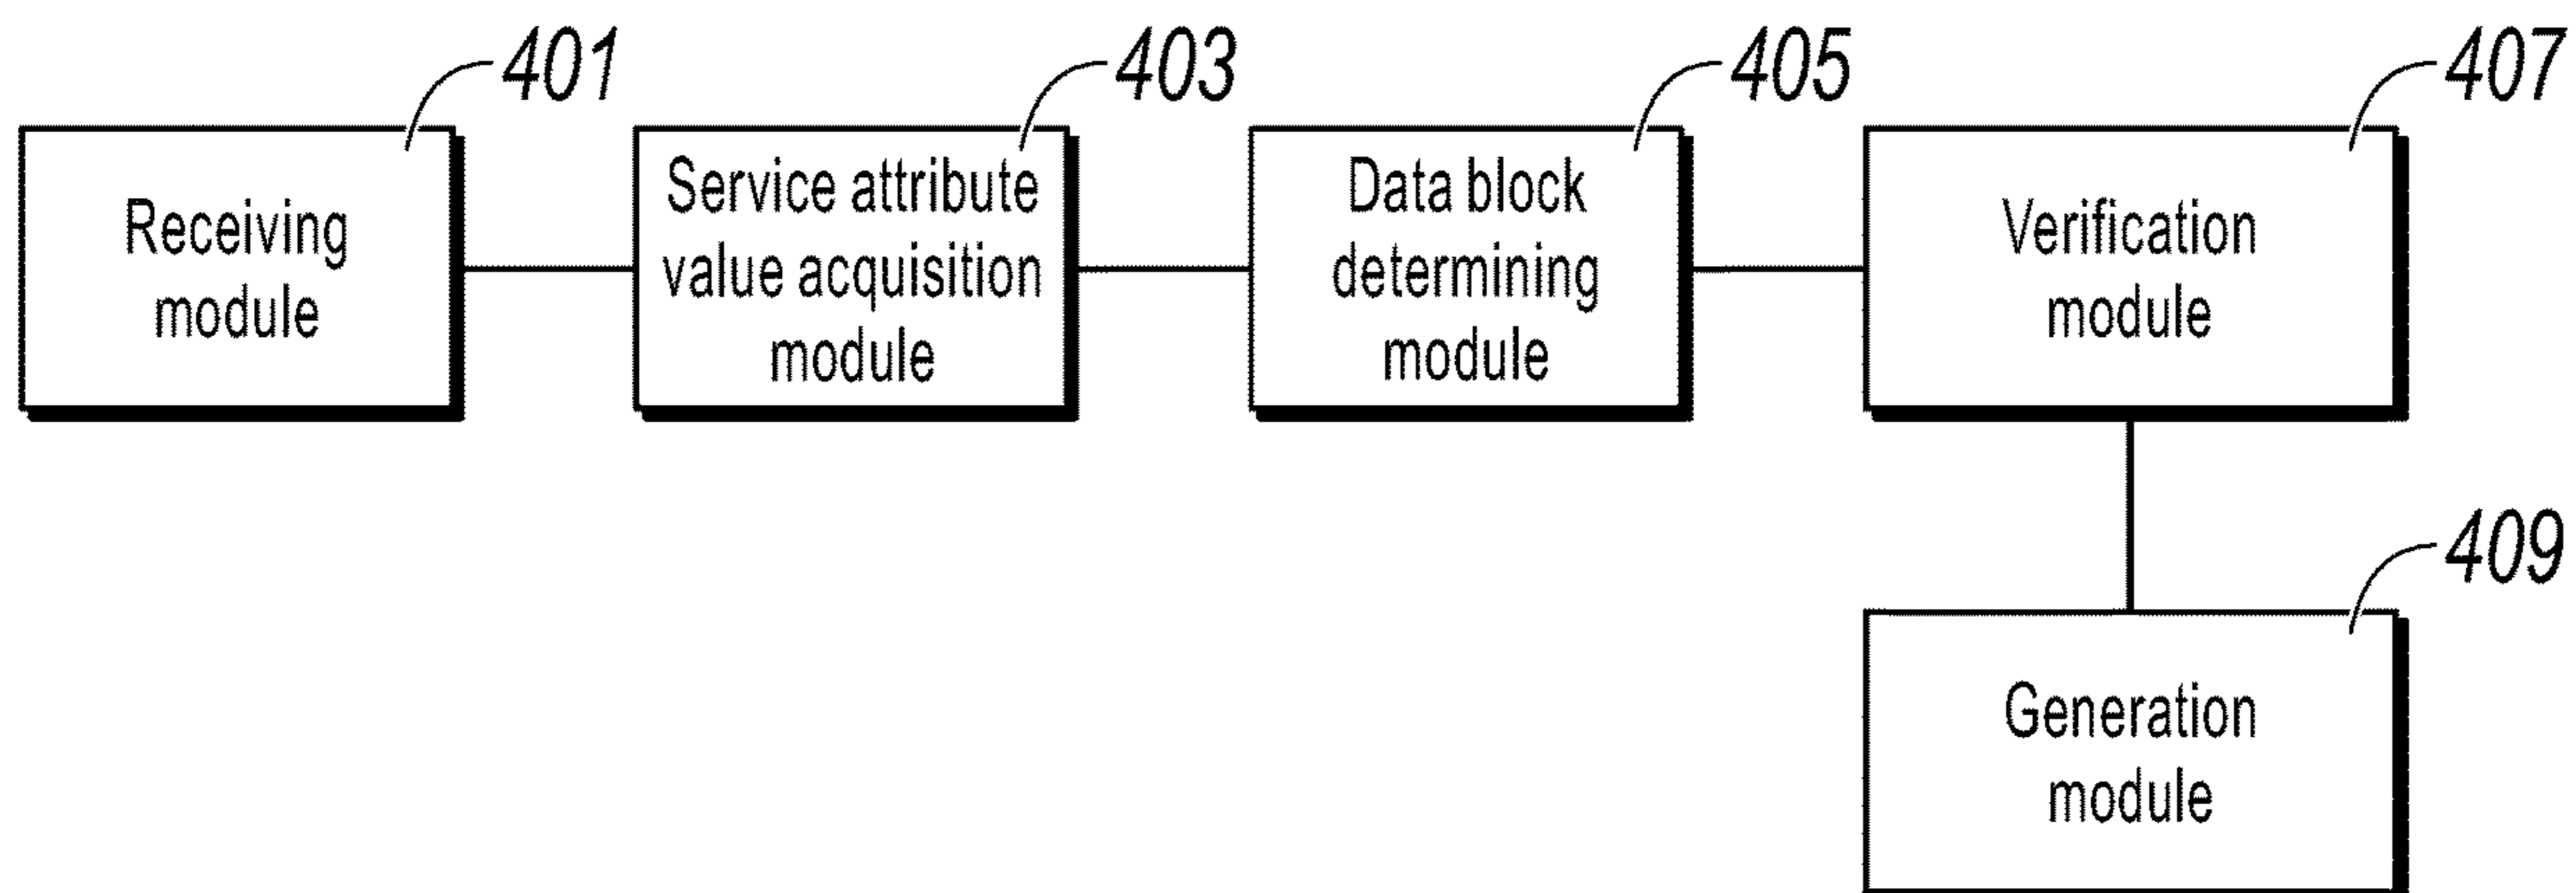 401
403
405
407
Receiving
module
Service attribute
value acquisition
module
Data block
determining
module
Verification
module
409
Generation
module